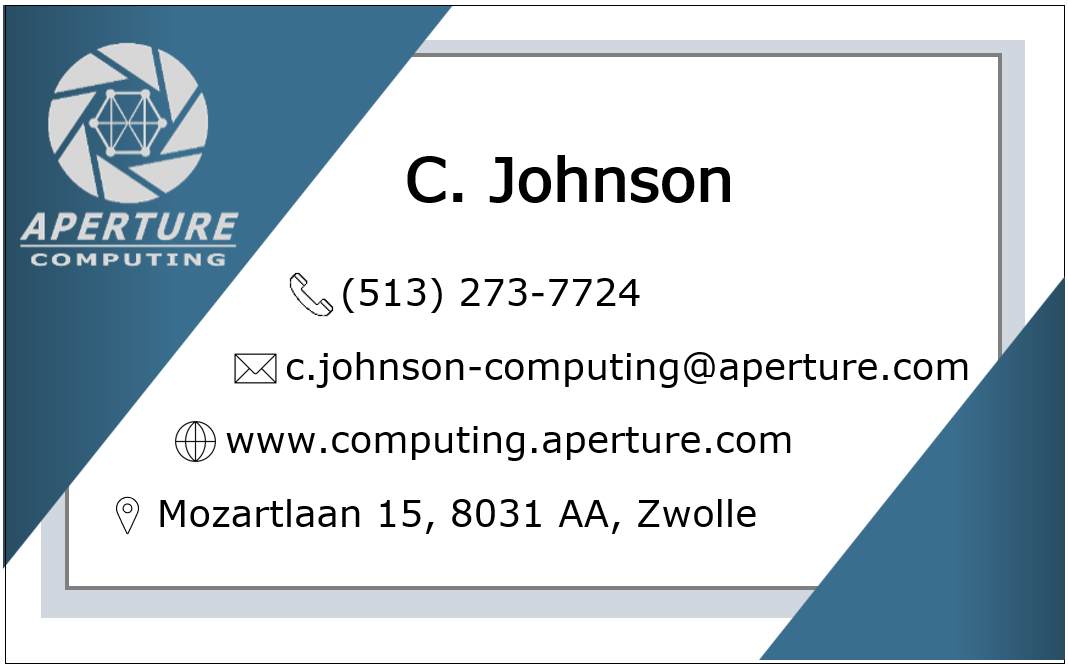 APERTURE
COMPUTING
C. Johnson
(513) 273-7724
c.johnson-computing@aperture.com
www.computing.aperture.com
Mozartlaan 15, 8031 AA, Zwolle